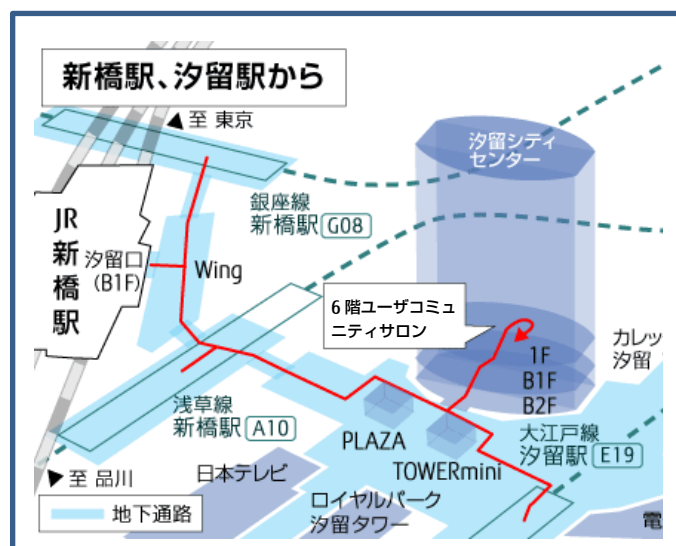 新橋駅、汐留駅から
至 東京
汐留シティ
センター
銀座線
新橋駅 G08
JR
新
橋
駅
汐留口
(B1F)
Wing
6 階ユーザコミュ
ニティサロン
1F
B1F
B2F
カレッ
汐留
浅草線
新橋駅 A10
PLAZA
TOWERmini
大江戸線
汐留駅 E19
至 品川
日本テレビ
ロイヤルパーク
汐留タワー
電
地下通路